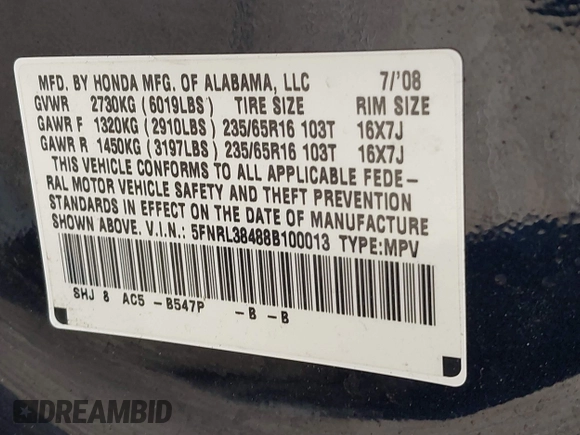 MFD. BY HONDA MFG. OF ALABAMA, LLC 7/'08
GVWR 2730KG (6019LBS) TIRE SIZE RIM SIZE
GAWR F 1320KG (2910LBS) 235/65R16 103T 16X7J
GAWR R 1450KG (3197LBS) 235/65R16 103T 16X7J
THIS VEHICLE CONFORMS TO ALL APPLICABLE FEDE–
RAL MOTOR VEHICLE SAFETY AND THEFT PREVENTION
STANDARDS IN EFFECT ON THE DATE OF MANUFACTURE
SHOWN ABOVE. V.I.N.: 5FNRL38488B100013 TYPE:MPV
SHJ 8 AC5 –B547P –B –B
DREAMBID